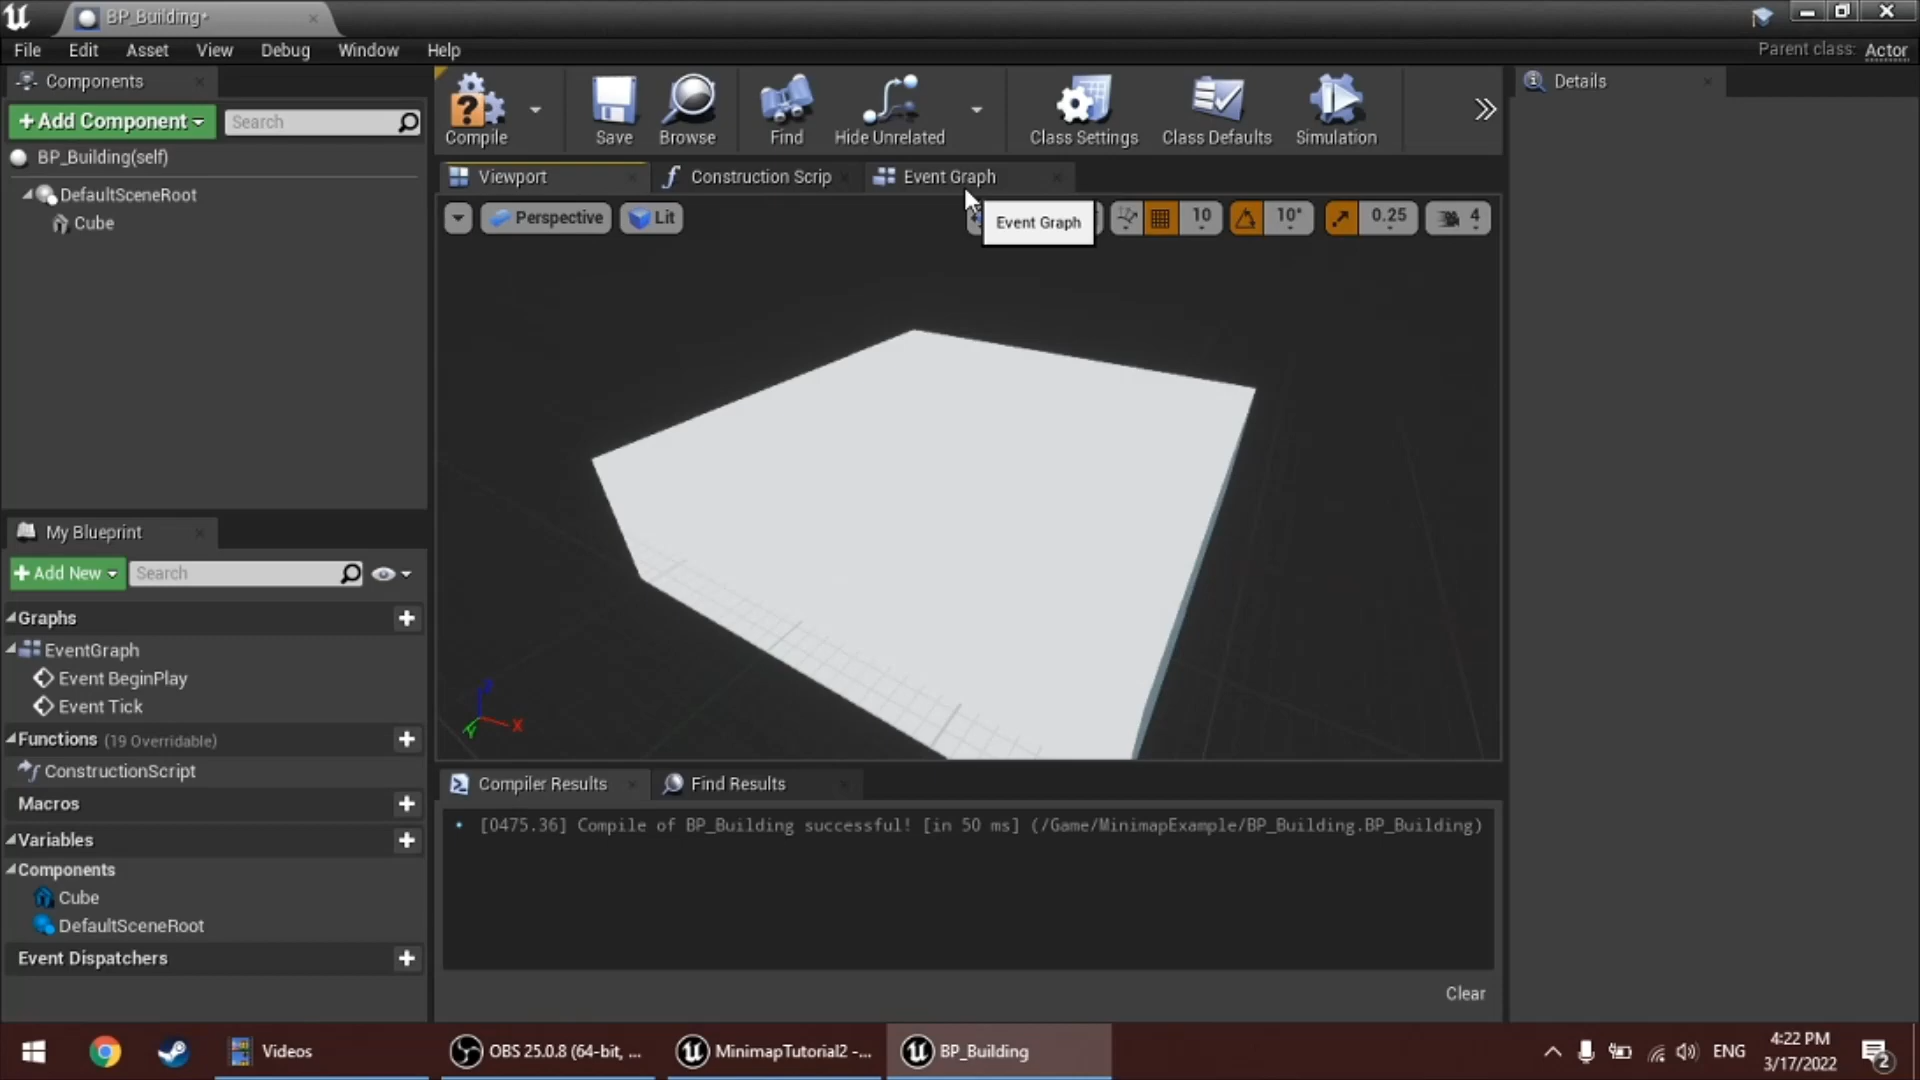 BP_Building*
File Edit Asset View Debug Window Help
Parent class: Actor
Components
+Add Component
Search
BP_Building(self)
DefaultSceneRoot
Cube
Compile
Save
Browse
Find
Hide Unrelated
Class Settings
Class Defaults
Simulation
Details
Viewport
Construction Scrip
Event Graph
Perspective
Lit
Event Graph
10
10°
0.25
4
X
Y
My Blueprint
+Add New
Search
Graphs
EventGraph
Event BeginPlay
Event Tick
Functions (19 Overridable)
ConstructionScript
Macros
Variables
Components
Cube
DefaultSceneRoot
Event Dispatchers
Compiler Results
Find Results
[0475.36] Compile of BP_Building successful! [in 50 ms] (/Game/MinimapExample/BP_Building.BP_Building)
Clear
Videos
OBS 25.0.8 (64-bit, ...
MinimapTutorial2 -...
BP_Building
ENG
4:22 PM
3/17/2022
2